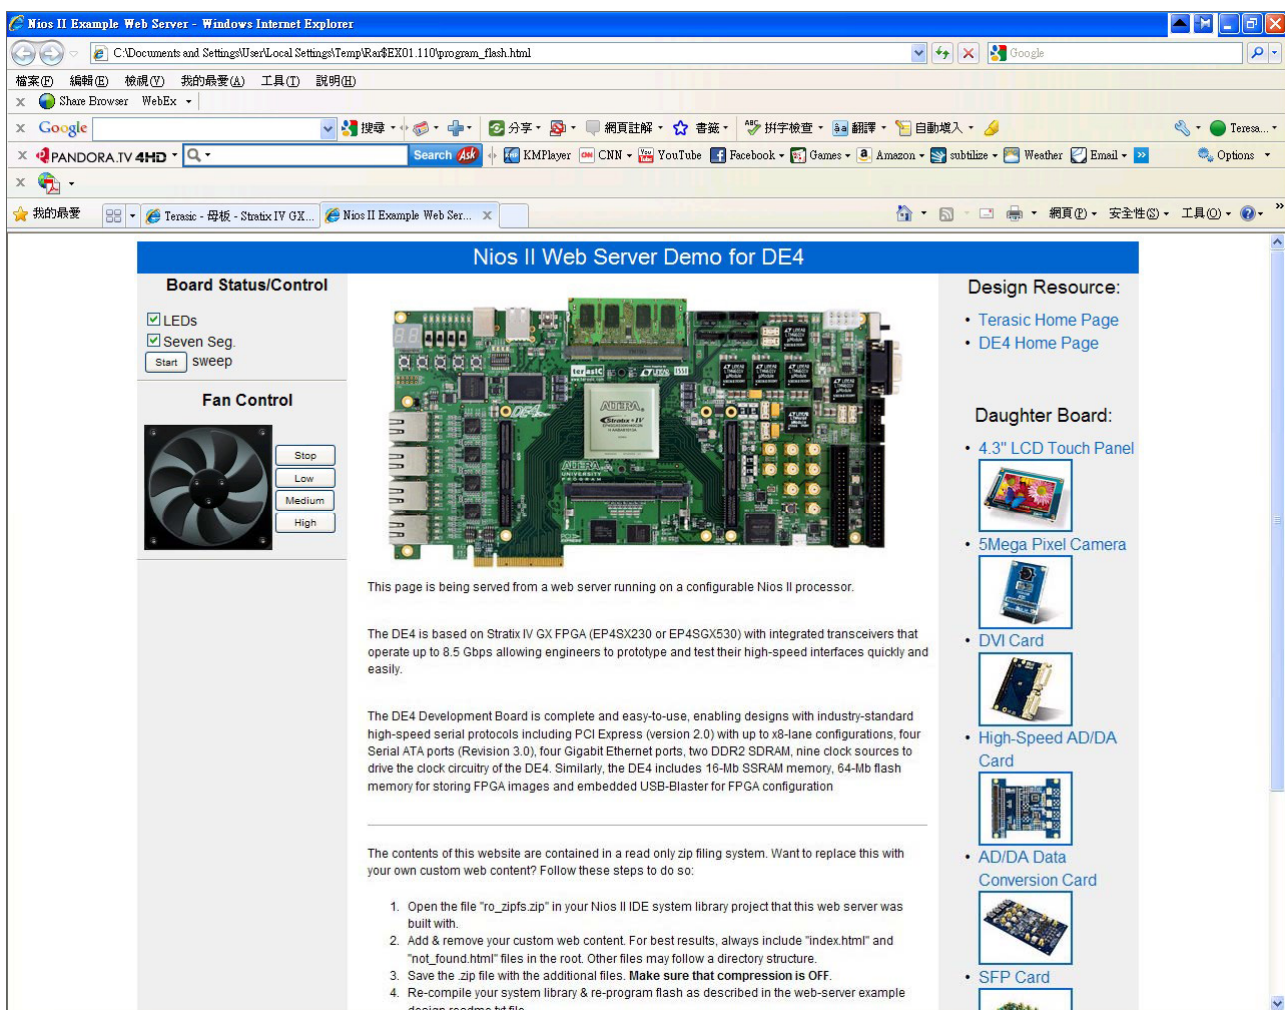 Nios II Example Web Server - Windows Internet Explorer
C:\Documents and Settings\User\Local Settings\Temp\Rar$EX01.110\program_flash.html
Google
檔案(F) 編輯(E) 檢視(V) 我的最愛(A) 工具(T) 說明(H)
Share Browser WebEx
Google 搜尋 分享 網頁註解 書籤 拼字檢查 翻譯 自動填入 Teresa...
PANDORA.TV 4HD Search Ask KMPlayer CNN YouTube Facebook Games Amazon subtilize Weather Email Options
我的最愛 Terasic - 母板 - Stratix IV GX... Nios II Example Web Ser... 網頁(P) 安全性(S) 工具(O)
Nios II Web Server Demo for DE4
Board Status/Control
LEDs
Seven Seg.
Start sweep
Fan Control
Stop
Low
Medium
High
terasIC
DE4
ALTERA
Stratix IV
ALTERA
UNIVERSITY
PROGRAM
This page is being served from a web server running on a configurable Nios II processor.
The DE4 is based on Stratix IV GX FPGA (EP4SX230 or EP4SGX530) with integrated transceivers that
operate up to 8.5 Gbps allowing engineers to prototype and test their high-speed interfaces quickly and
easily.
The DE4 Development Board is complete and easy-to-use, enabling designs with industry-standard
high-speed serial protocols including PCI Express (version 2.0) with up to x8-lane configurations, four
Serial ATA ports (Revision 3.0), four Gigabit Ethernet ports, two DDR2 SDRAM, nine clock sources to
drive the clock circuitry of the DE4. Similarly, the DE4 includes 16-Mb SSRAM memory, 64-Mb flash
memory for storing FPGA images and embedded USB-Blaster for FPGA configuration
The contents of this website are contained in a read only zip filing system. Want to replace this with
your own custom web content? Follow these steps to do so:
1. Open the file "ro_zipfs.zip" in your Nios II IDE system library project that this web server was
built with.
2. Add & remove your custom web content. For best results, always include "index.html" and
"not_found.html" files in the root. Other files may follow a directory structure.
3. Save the .zip file with the additional files. Make sure that compression is OFF.
4. Re-compile your system library & re-program flash as described in the web-server example
design readme.txt file
Design Resource:
• Terasic Home Page
• DE4 Home Page
Daughter Board:
• 4.3" LCD Touch Panel
• 5Mega Pixel Camera
• DVI Card
• High-Speed AD/DA
Card
• AD/DA Data
Conversion Card
• SFP Card